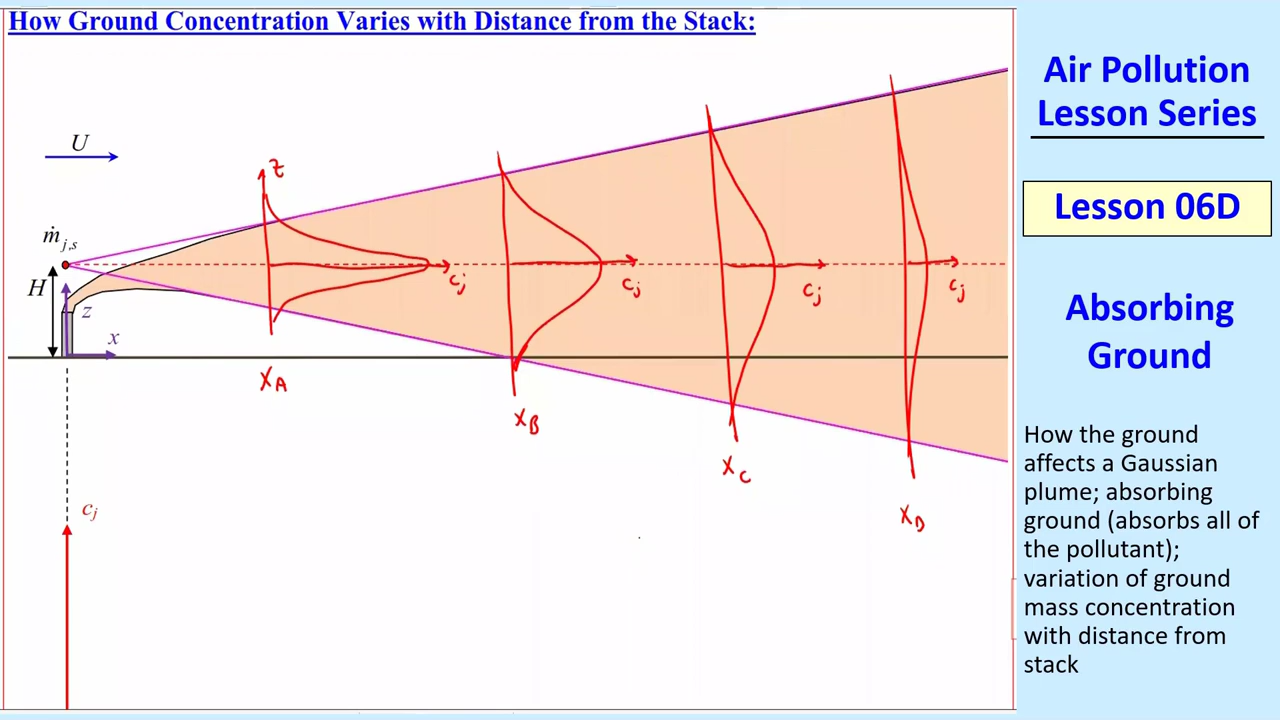 How Ground Concentration Varies with Distance from the Stack:
U
ṁj,s
H
z
x
z
cj
cj
cj
cj
xA
xB
xC
xD
cj
Air Pollution
Lesson Series
Lesson 06D
Absorbing
Ground
How the ground
affects a Gaussian
plume; absorbing
ground (absorbs all of
the pollutant);
variation of ground
mass concentration
with distance from
stack